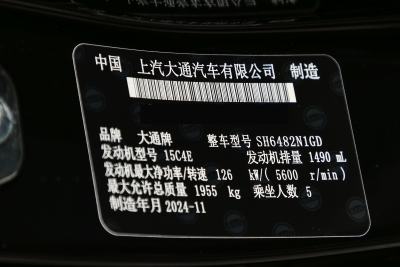 中国 上汽大通汽车有限公司 制造
品牌 大通牌 整车型号 SH6482N1GD
发动机型号 15C4E 发动机排量 1490 mL
发动机最大净功率/转速 126 kW/( 5600 r/min)
最大允许总质量 1955 kg 乘坐人数 5
制造年月 2024-11